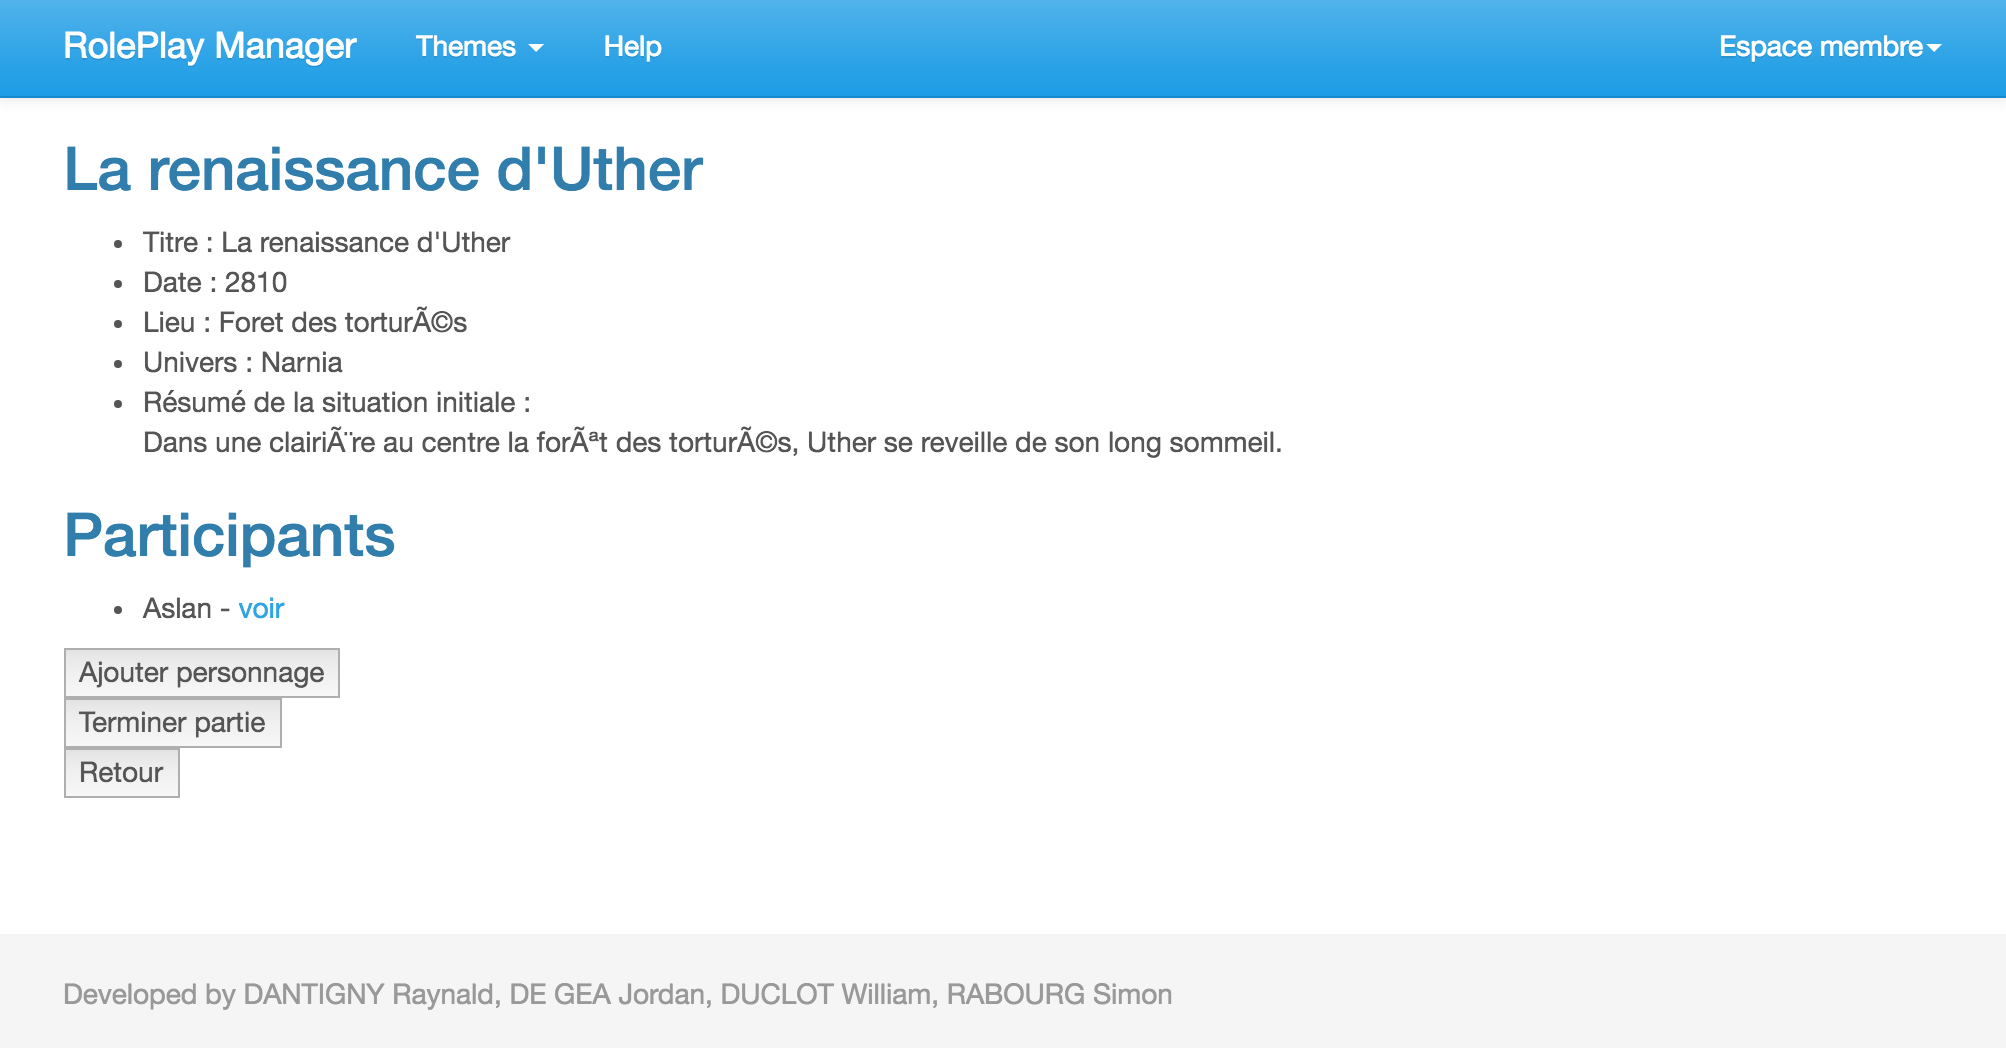 RolePlay Manager Themes Help Espace membre
La renaissance d'Uther
Titre : La renaissance d'Uther
Date : 2810
Lieu : Foret des torturÃ©s
Univers : Narnia
Résumé de la situation initiale :
Dans une clairiÃ¨re au centre la forÃªt des torturÃ©s, Uther se reveille de son long sommeil.
Participants
Aslan - voir
Ajouter personnage
Terminer partie
Retour
Developed by DANTIGNY Raynald, DE GEA Jordan, DUCLOT William, RABOURG Simon